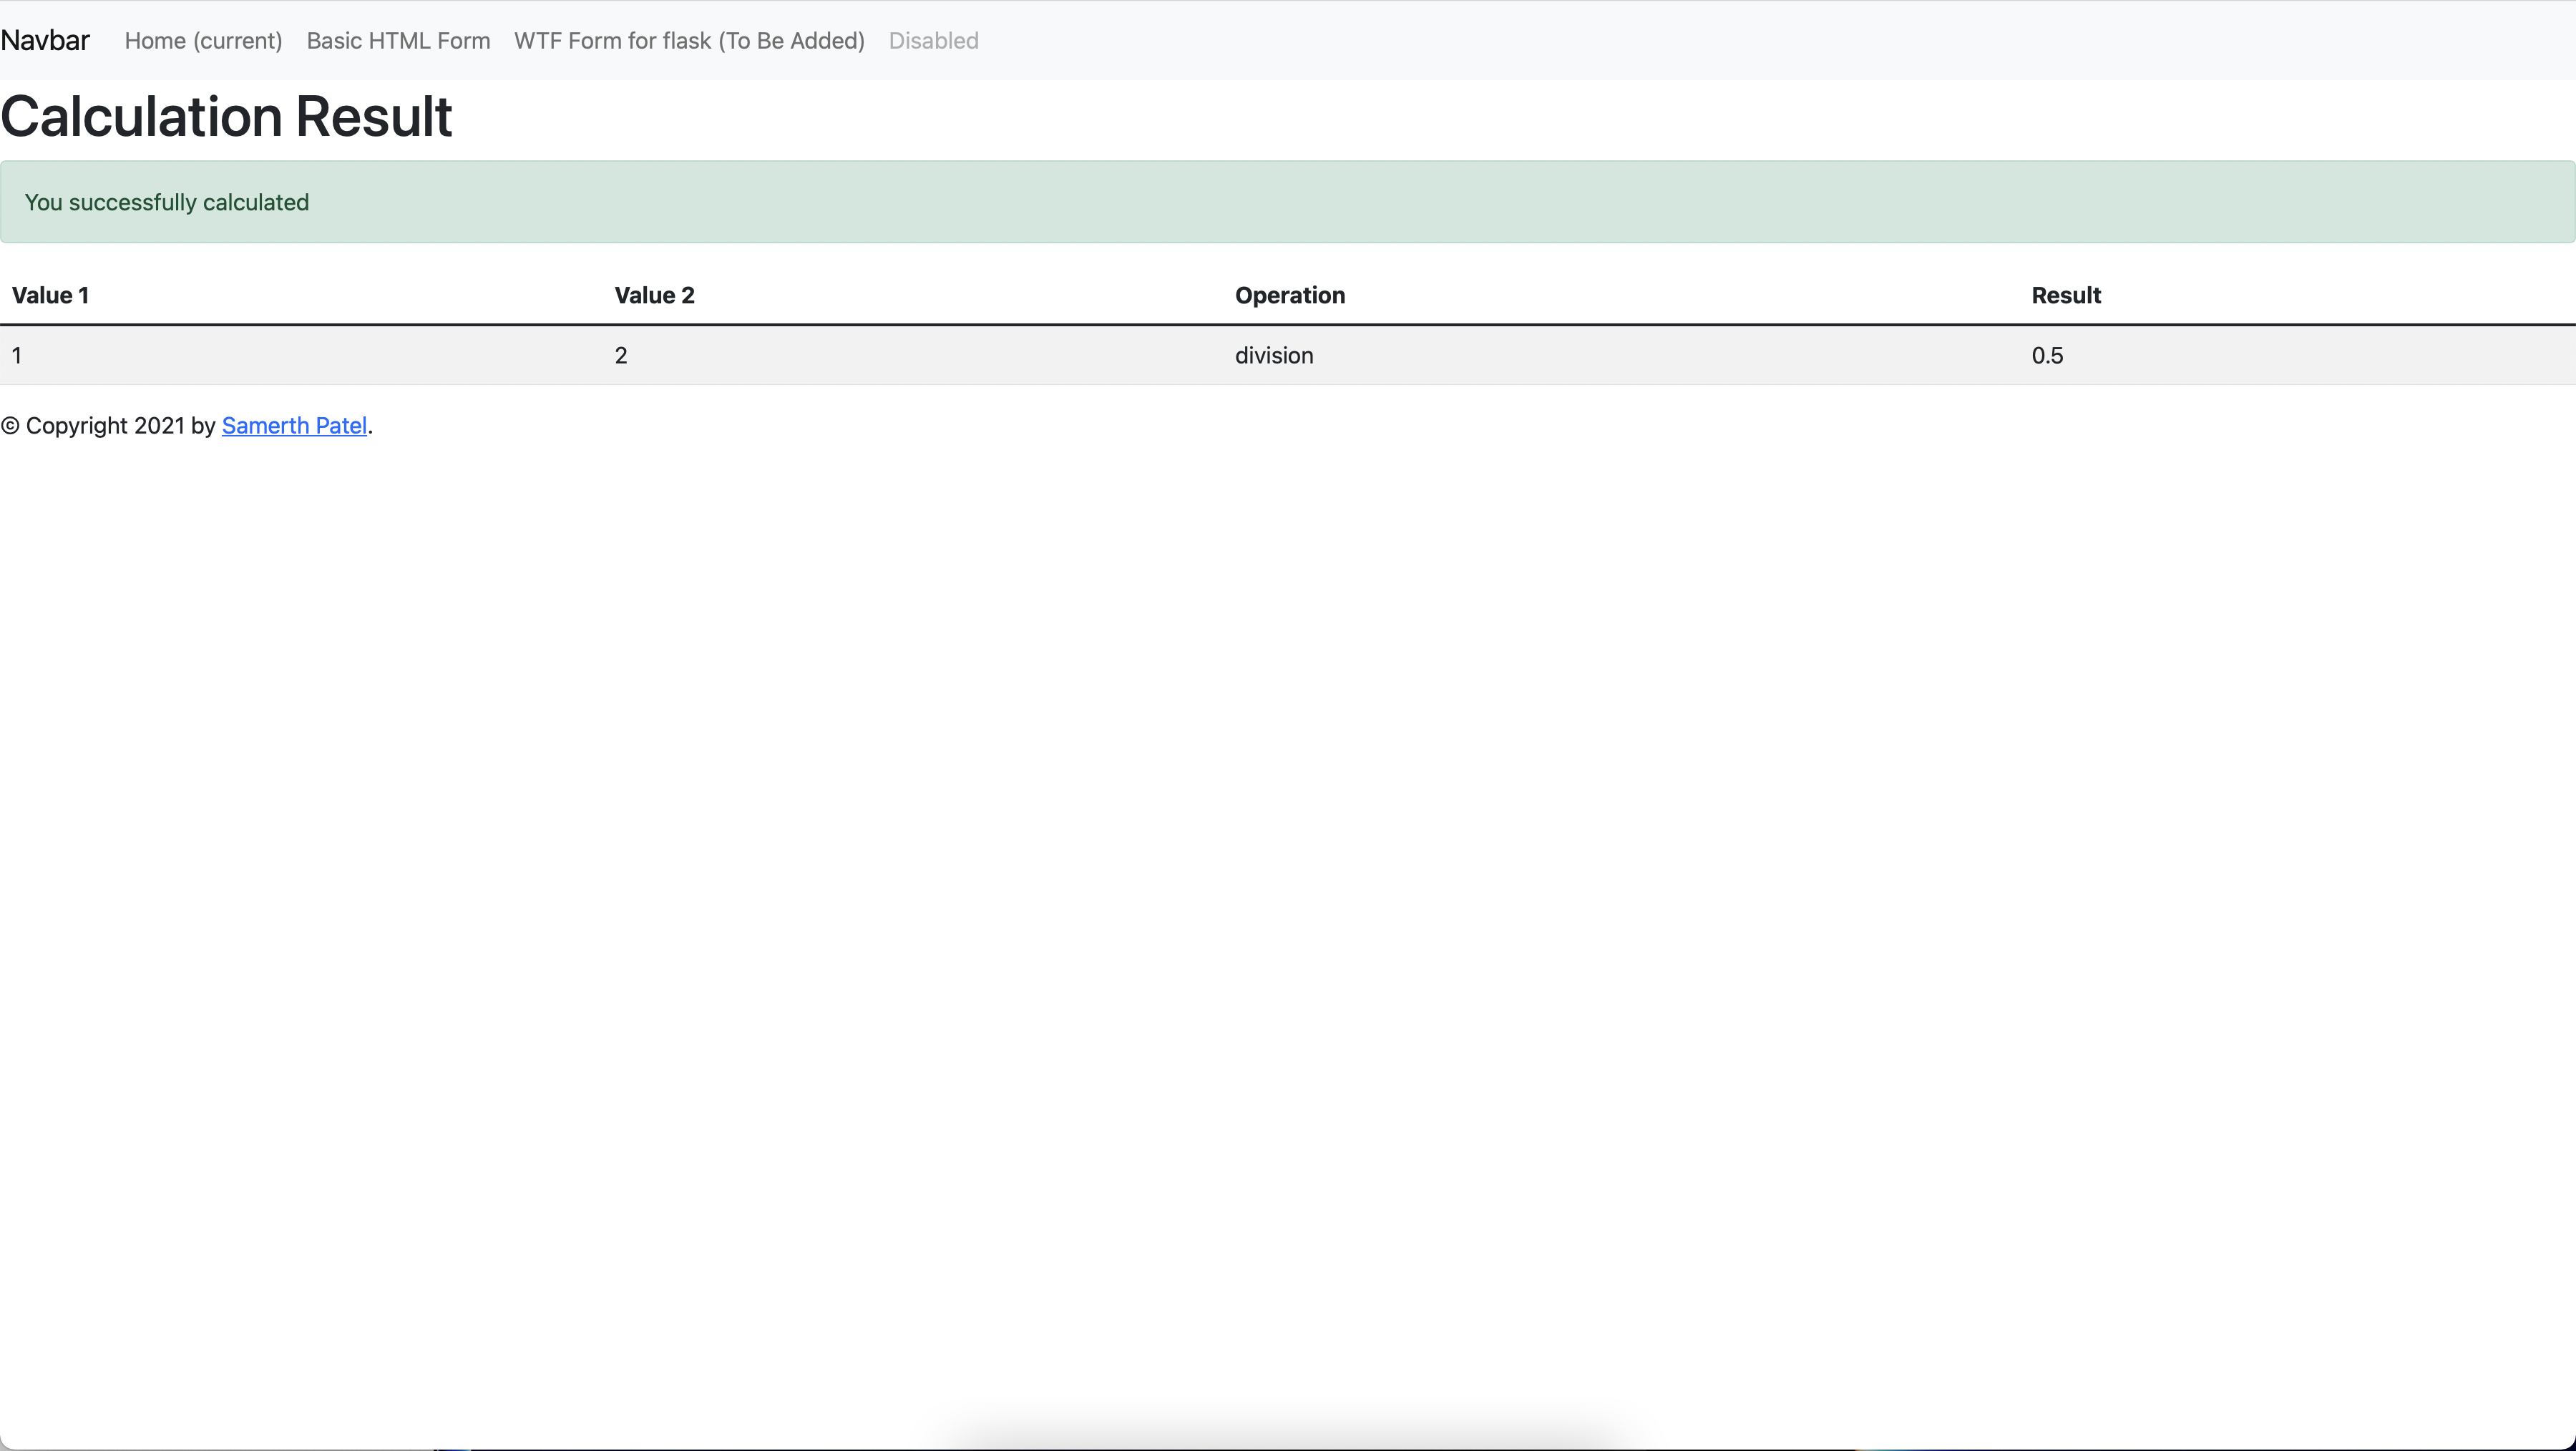 Navbar Home (current) Basic HTML Form WTF Form for flask (To Be Added) Disabled
Calculation Result
You successfully calculated
Value 1 Value 2 Operation Result
1 2 division 0.5
© Copyright 2021 by Samerth Patel.